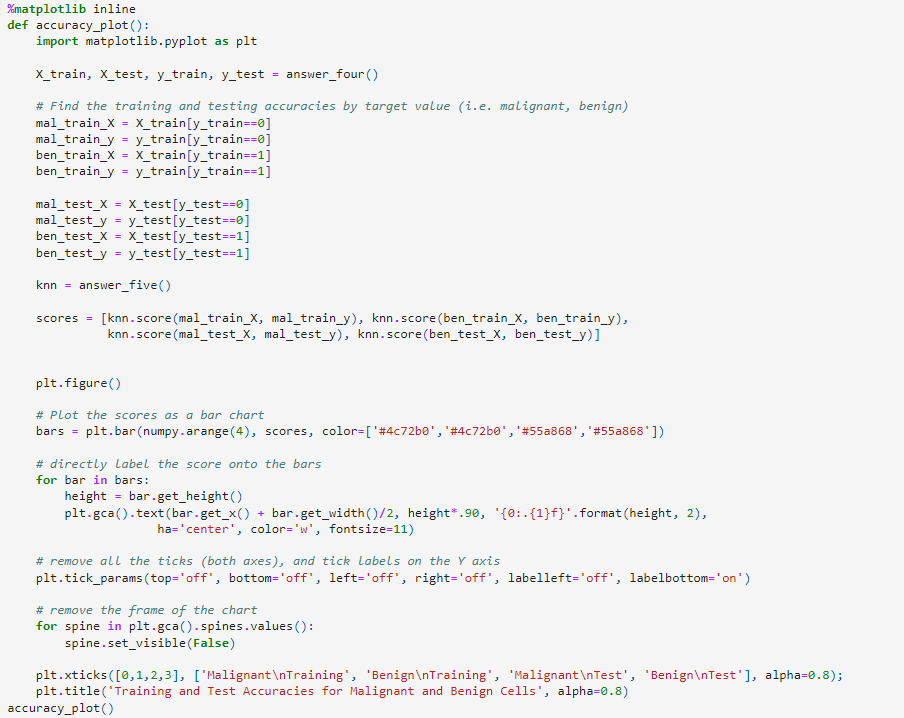 %matplotlib inline
def accuracy_plot():
    import matplotlib.pyplot as plt

    X_train, X_test, y_train, y_test = answer_four()

    # Find the training and testing accuracies by target value (i.e. malignant, benign)
    mal_train_X = X_train[y_train==0]
    mal_train_y = y_train[y_train==0]
    ben_train_X = X_train[y_train==1]
    ben_train_y = y_train[y_train==1]

    mal_test_X = X_test[y_test==0]
    mal_test_y = y_test[y_test==0]
    ben_test_X = X_test[y_test==1]
    ben_test_y = y_test[y_test==1]

    knn = answer_five()

    scores = [knn.score(mal_train_X, mal_train_y), knn.score(ben_train_X, ben_train_y),
              knn.score(mal_test_X, mal_test_y), knn.score(ben_test_X, ben_test_y)]


    plt.figure()

    # Plot the scores as a bar chart
    bars = plt.bar(numpy.arange(4), scores, color=['#4c72b0','#4c72b0','#55a868','#55a868'])

    # directly label the score onto the bars
    for bar in bars:
        height = bar.get_height()
        plt.gca().text(bar.get_x() + bar.get_width()/2, height*.90, '{0:.{1}f}'.format(height, 2),
                     ha='center', color='w', fontsize=11)

    # remove all the ticks (both axes), and tick labels on the Y axis
    plt.tick_params(top='off', bottom='off', left='off', right='off', labelleft='off', labelbottom='on')

    # remove the frame of the chart
    for spine in plt.gca().spines.values():
        spine.set_visible(False)

    plt.xticks([0,1,2,3], ['Malignant\nTraining', 'Benign\nTraining', 'Malignant\nTest', 'Benign\nTest'], alpha=0.8);
    plt.title('Training and Test Accuracies for Malignant and Benign Cells', alpha=0.8)
accuracy_plot()